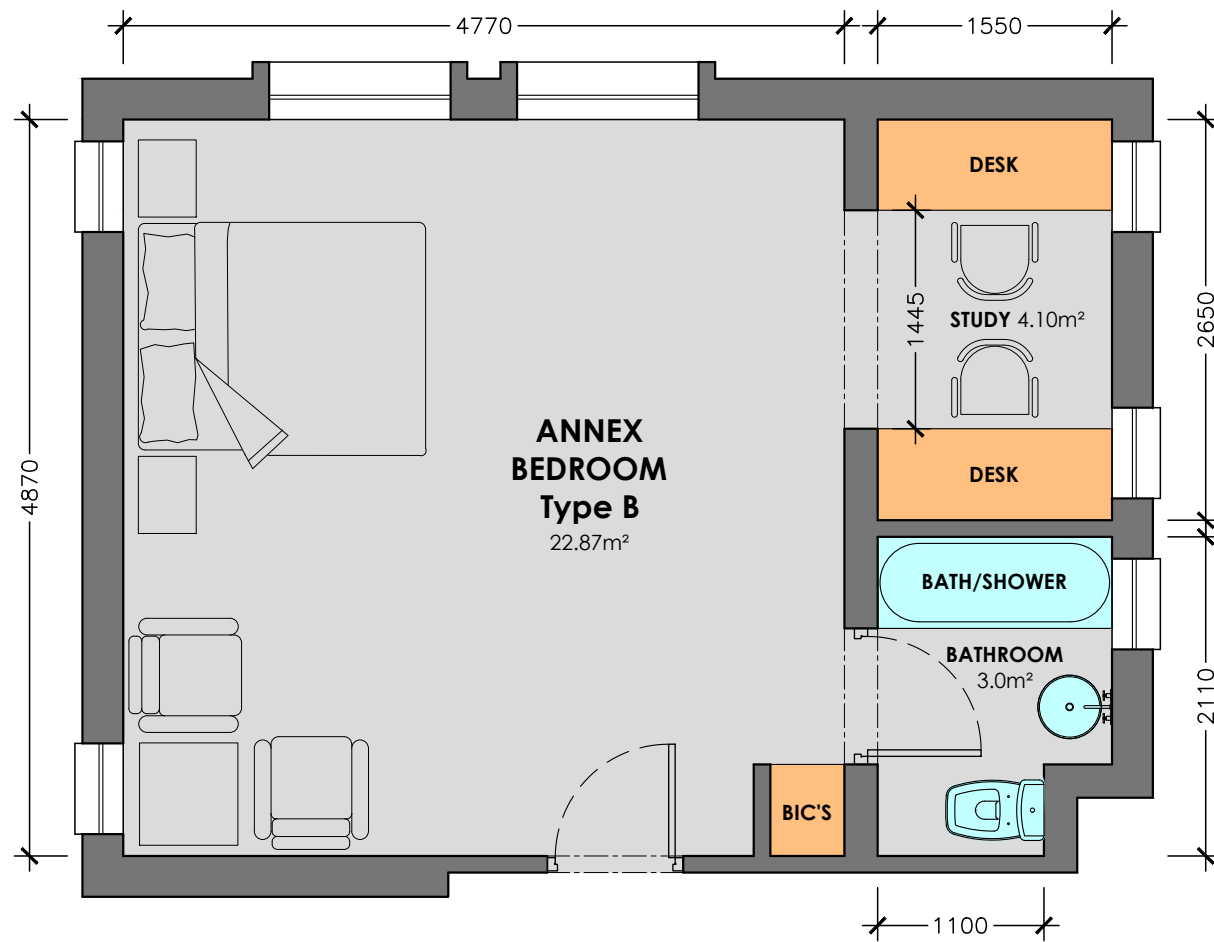 4770
1550
DESK
1445
STUDY 4.10m²
2650
ANNEX
BEDROOM
Type B
22.87m²
4870
DESK
BATH/SHOWER
BATHROOM
3.0m²
2110
BIC'S
1100